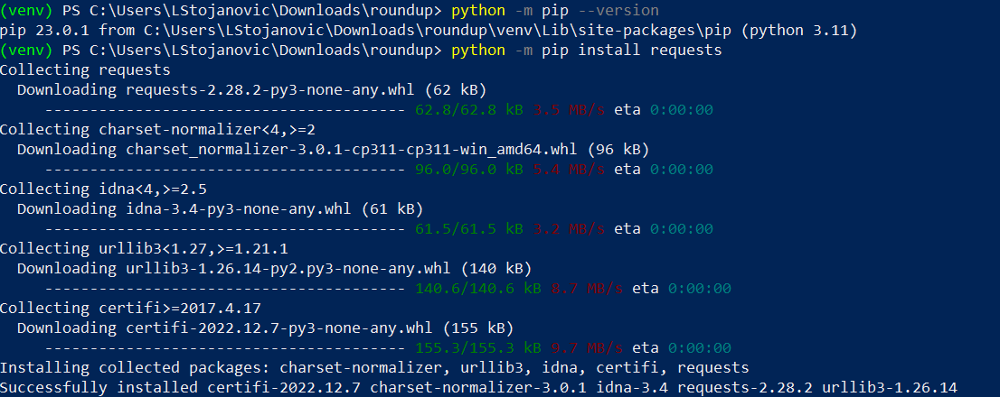 (venv) PS C:\Users\LStojanovic\Downloads\roundup> python -m pip --version
pip 23.0.1 from C:\Users\LStojanovic\Downloads\roundup\venv\Lib\site-packages\pip (python 3.11)
(venv) PS C:\Users\LStojanovic\Downloads\roundup> python -m pip install requests
Collecting requests
  Downloading requests-2.28.2-py3-none-any.whl (62 kB)
     ---------------------------------------- 62.8/62.8 kB 3.5 MB/s eta 0:00:00
Collecting charset-normalizer<4,>=2
  Downloading charset_normalizer-3.0.1-cp311-cp311-win_amd64.whl (96 kB)
     ---------------------------------------- 96.0/96.0 kB 5.4 MB/s eta 0:00:00
Collecting idna<4,>=2.5
  Downloading idna-3.4-py3-none-any.whl (61 kB)
     ---------------------------------------- 61.5/61.5 kB 3.2 MB/s eta 0:00:00
Collecting urllib3<1.27,>=1.21.1
  Downloading urllib3-1.26.14-py2.py3-none-any.whl (140 kB)
     ---------------------------------------- 140.6/140.6 kB 8.7 MB/s eta 0:00:00
Collecting certifi>=2017.4.17
  Downloading certifi-2022.12.7-py3-none-any.whl (155 kB)
     ---------------------------------------- 155.3/155.3 kB 9.7 MB/s eta 0:00:00
Installing collected packages: charset-normalizer, urllib3, idna, certifi, requests
Successfully installed certifi-2022.12.7 charset-normalizer-3.0.1 idna-3.4 requests-2.28.2 urllib3-1.26.14